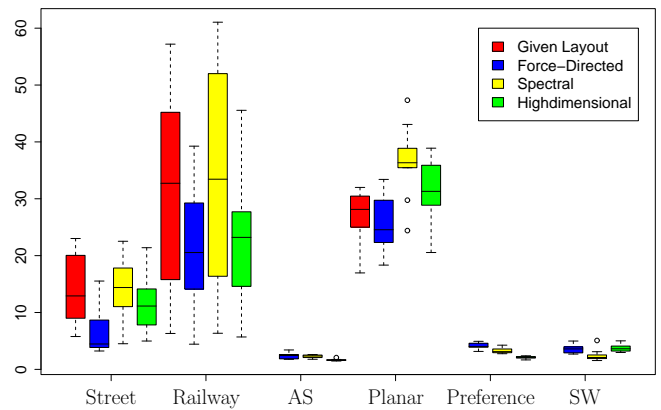 60
50
40
30
20
10
0
Given Layout
Force−Directed
Spectral
Highdimensional
Street Railway AS Planar Preference SW